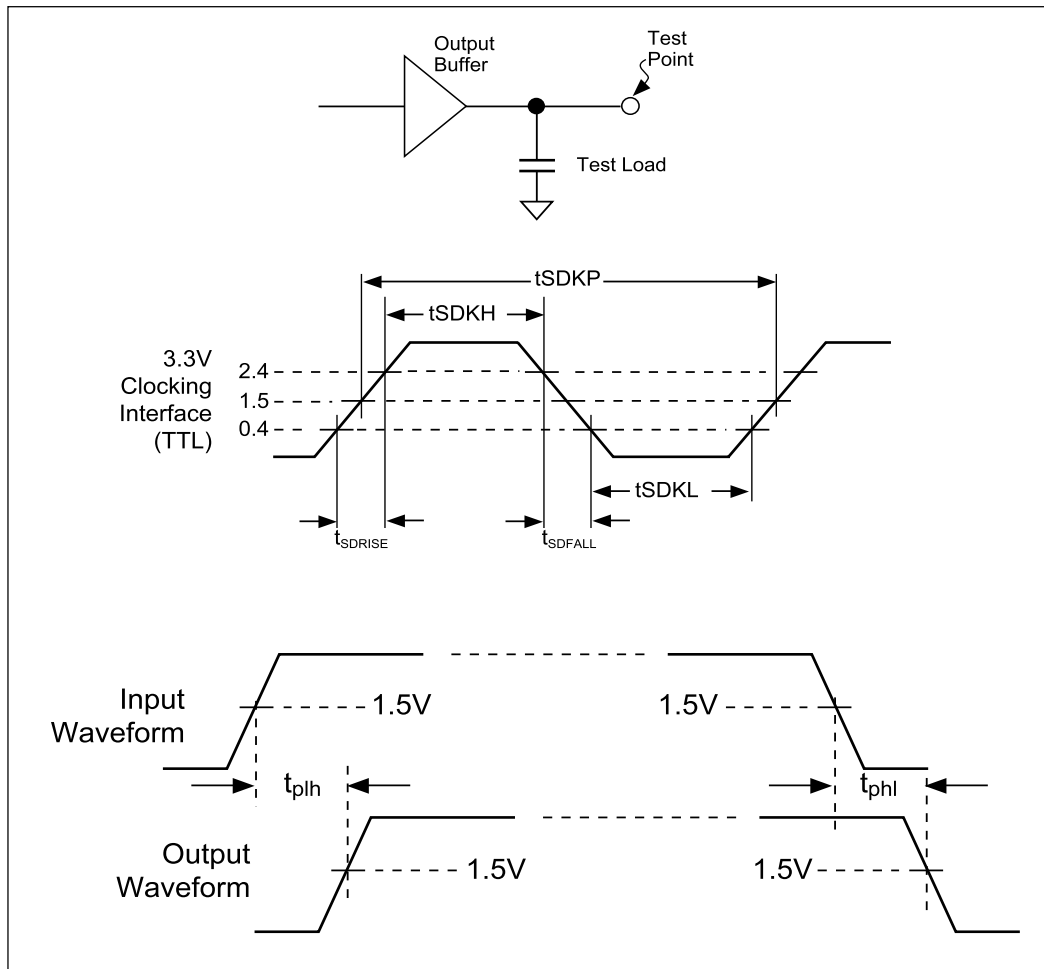 Output
Buffer
Test
Point
Test Load
tSDKP
tSDKH
3.3V
Clocking
Interface
(TTL)
2.4
1.5
0.4
tSDKL
tSDRISE
tSDFALL
Input
Waveform
1.5V
1.5V
tplh
tphl
Output
Waveform
1.5V
1.5V